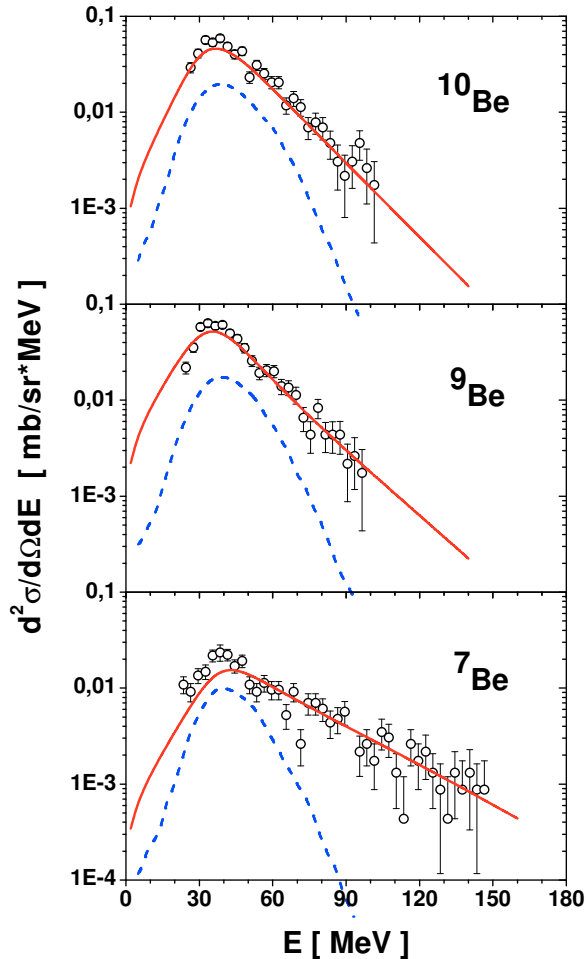 0,1
¹⁰Be
0,01
1E-3
0,1
⁹Be
0,01
1E-3
0,1
⁷Be
0,01
1E-3
1E-4
0 30 60 90 120 150 180
E [ MeV ]
d²σ/dΩdE [ mb/sr*MeV ]